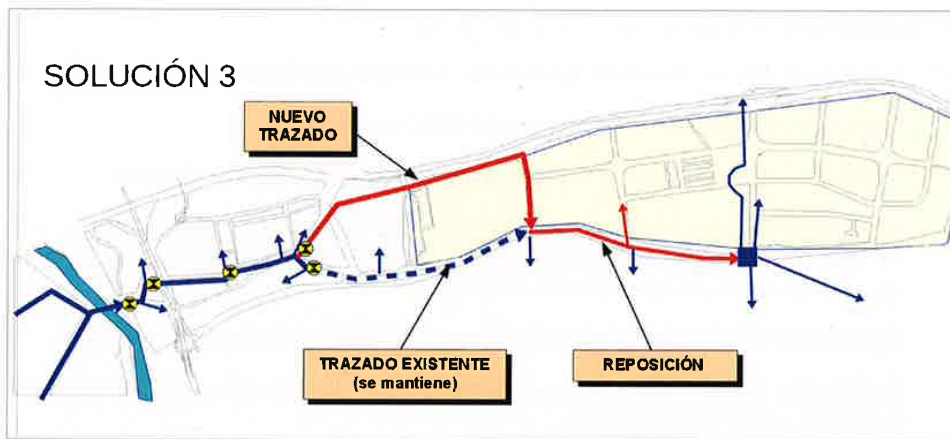 SOLUCIÓN 3
NUEVO
TRAZADO
TRAZADO EXISTENTE
(se mantiene)
REPOSICIÓN